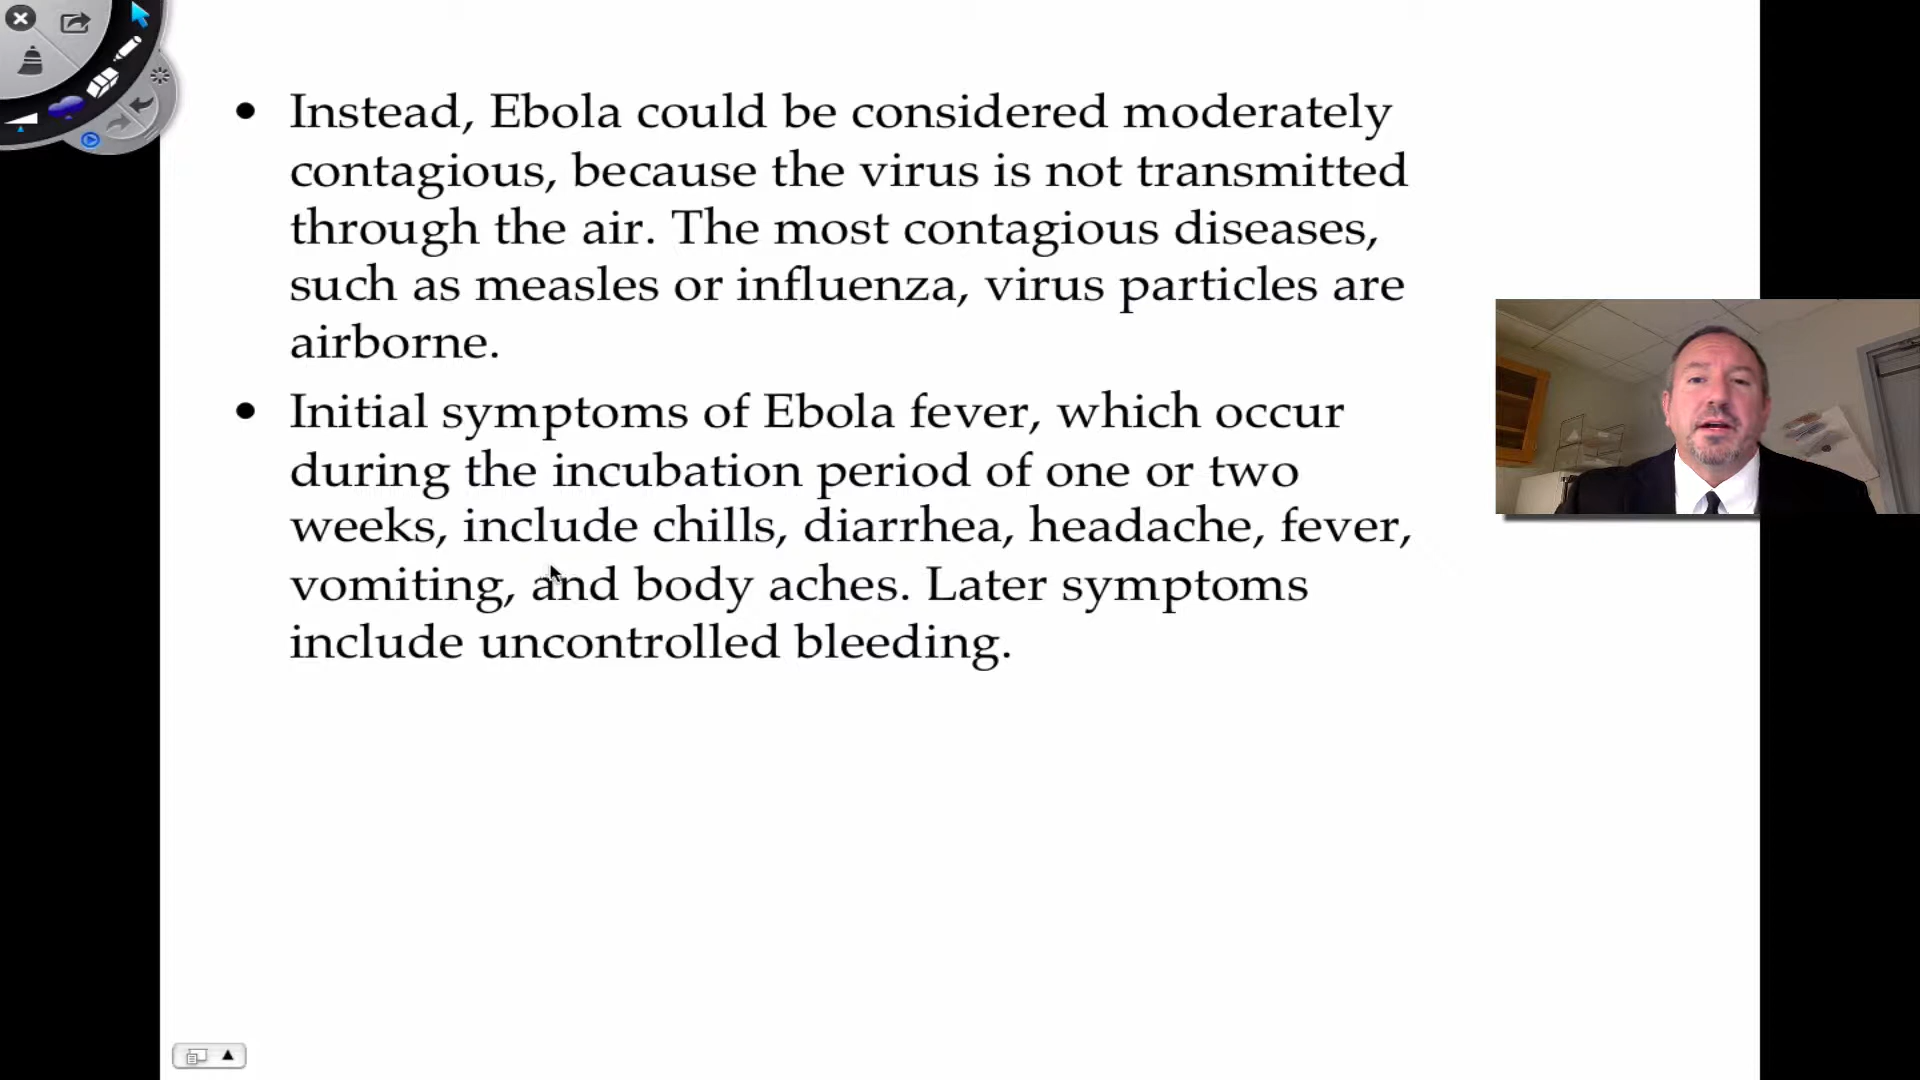 • Instead, Ebola could be considered moderately
contagious, because the virus is not transmitted
through the air. The most contagious diseases,
such as measles or influenza, virus particles are
airborne.
• Initial symptoms of Ebola fever, which occur
during the incubation period of one or two
weeks, include chills, diarrhea, headache, fever,
vomiting, and body aches. Later symptoms
include uncontrolled bleeding.